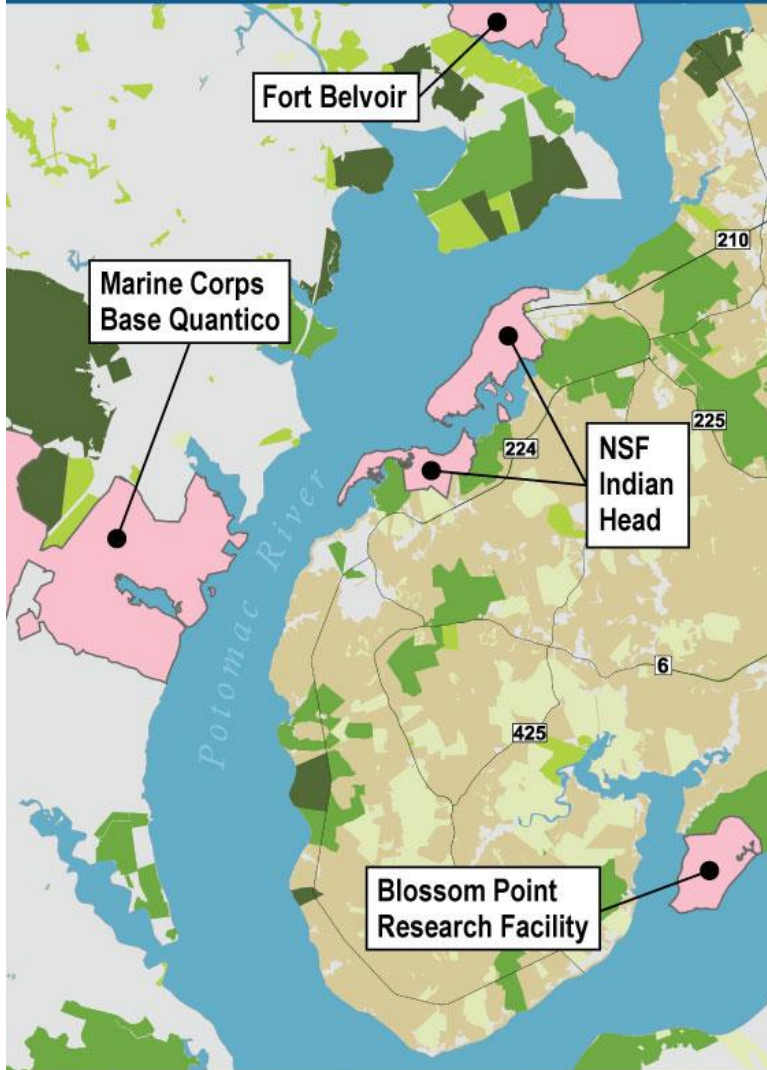 Fort Belvoir
210
Marine Corps
Base Quantico
224
225
NSF
Indian
Head
Potomac River
6
425
Blossom Point
Research Facility